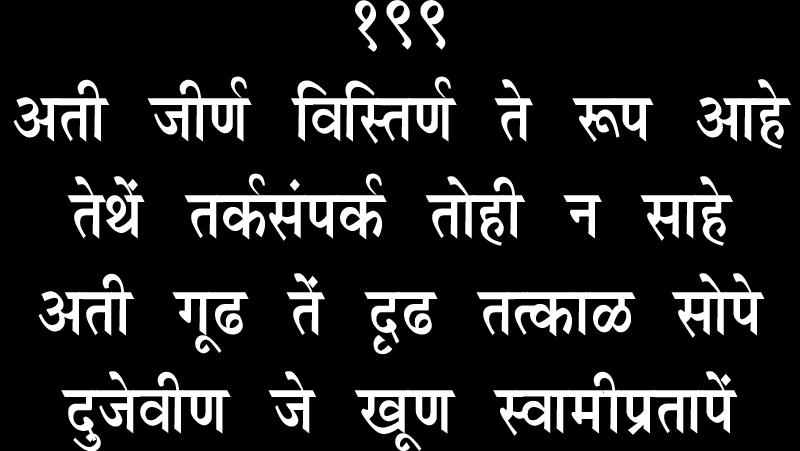 १९९
अती जीर्ण विस्तिर्ण ते रूप आहे
तेथें तर्कसंपर्क तोही न साहे
अती गूढ तें दृढ तत्काळ सोपे
दुजेवीण जे खूण स्वामीप्रतापें